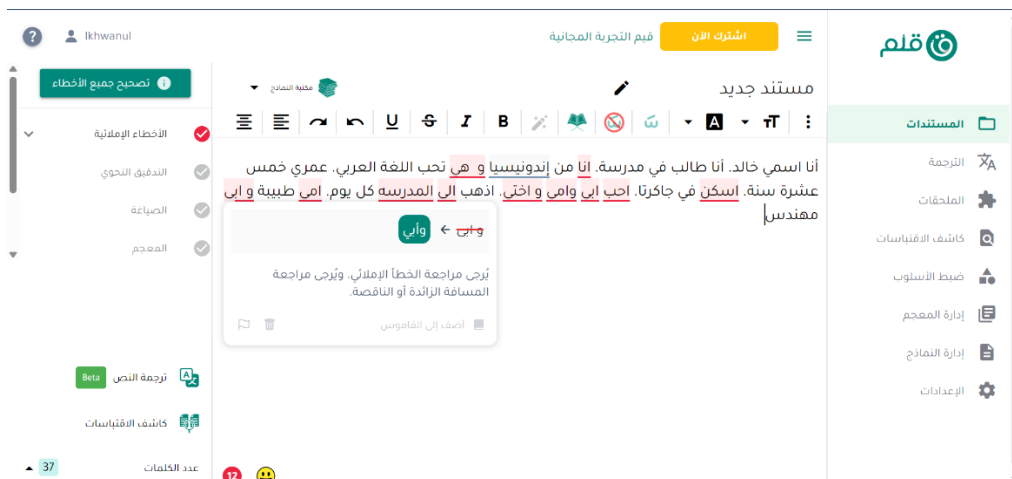 قلم
المستندات
الترجمة
الملحقات
كاشف الاقتباسات
ضبط الأسلوب
إدارة المعجم
إدارة النماذج
الإعدادات
اشترك الآن
قيم التجربة المجانية
Ikhwanul
مستند جديد
مكتبة النماذج
B I S U
أنا اسمي خالد. أنا طالب في مدرسة. انا من إندونيسيا و هي تحب اللغة العربي. عمري خمس
عشرة سنة. اسكن في جاكرتا. احب ابي وامي و اختي. اذهب الى المدرسه كل يوم. امي طبيبة و ابى
مهندس
و ابى ← وأبي
يُرجى مراجعة الخطأ الإملائي. ويُرجى مراجعة
المسافة الزائدة أو الناقصة.
أضف إلى القاموس
12
تصحيح جميع الأخطاء
الأخطاء الإملائية
التدقيق النحوي
الصياغة
المعجم
ترجمة النص Beta
كاشف الاقتباسات
عدد الكلمات 37